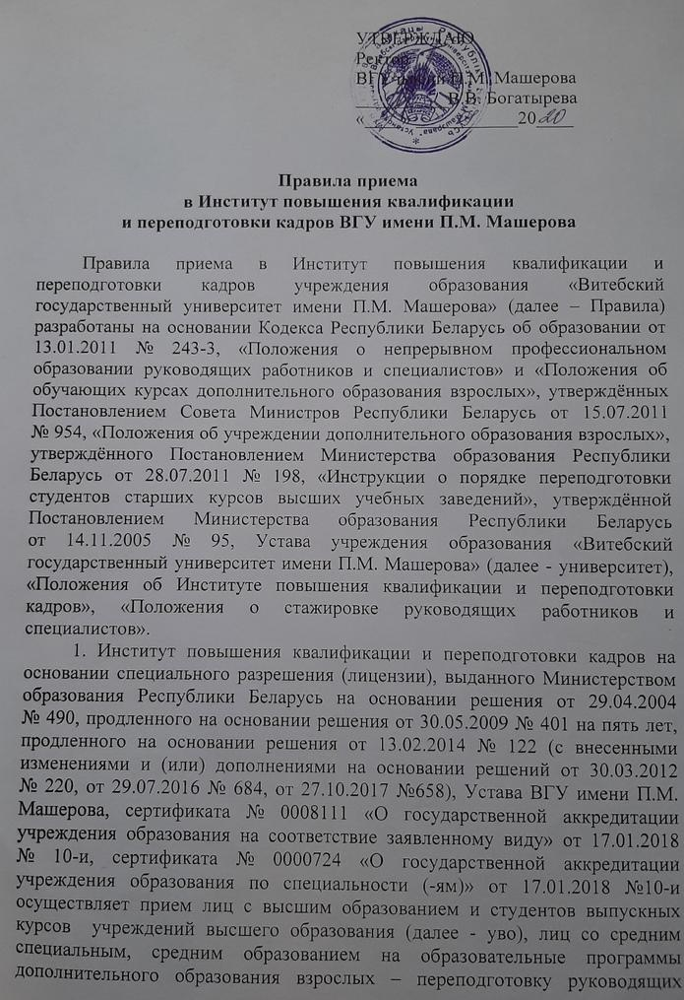 УТВЕРЖДАЮ
Ректор
ВГУ имени П.М. Машерова
В.В. Богатырева
« 2020
Правила приема
в Институт повышения квалификации
и переподготовки кадров ВГУ имени П.М. Машерова
Правила приема в Институт повышения квалификации и
переподготовки кадров учреждения образования «Витебский
государственный университет имени П.М. Машерова» (далее – Правила)
разработаны на основании Кодекса Республики Беларусь об образовании от
13.01.2011 № 243-З, «Положения о непрерывном профессиональном
образовании руководящих работников и специалистов» и «Положения об
обучающих курсах дополнительного образования взрослых», утверждённых
Постановлением Совета Министров Республики Беларусь от 15.07.2011
№ 954, «Положения об учреждении дополнительного образования взрослых»,
утверждённого Постановлением Министерства образования Республики
Беларусь от 28.07.2011 № 198, «Инструкции о порядке переподготовки
студентов старших курсов высших учебных заведений», утверждённой
Постановлением Министерства образования Республики Беларусь
от 14.11.2005 № 95, Устава учреждения образования «Витебский
государственный университет имени П.М. Машерова» (далее - университет),
«Положения об Институте повышения квалификации и переподготовки
кадров», «Положения о стажировке руководящих работников и
специалистов».
1. Институт повышения квалификации и переподготовки кадров на
основании специального разрешения (лицензии), выданного Министерством
образования Республики Беларусь на основании решения от 29.04.2004
№ 490, продленного на основании решения от 30.05.2009 № 401 на пять лет,
продленного на основании решения от 13.02.2014 № 122 (с внесенными
изменениями и (или) дополнениями на основании решений от 30.03.2012
№ 220, от 29.07.2016 № 684, от 27.10.2017 №658), Устава ВГУ имени П.М.
Машерова, сертификата № 0008111 «О государственной аккредитации
учреждения образования на соответствие заявленному виду» от 17.01.2018
№ 10-и, сертификата № 0000724 «О государственной аккредитации
учреждения образования по специальности (-ям)» от 17.01.2018 №10-и
осуществляет прием лиц с высшим образованием и студентов выпускных
курсов учреждений высшего образования (далее - уво), лиц со средним
специальным, средним образованием на образовательные программы
дополнительного образования взрослых – переподготовку руководящих